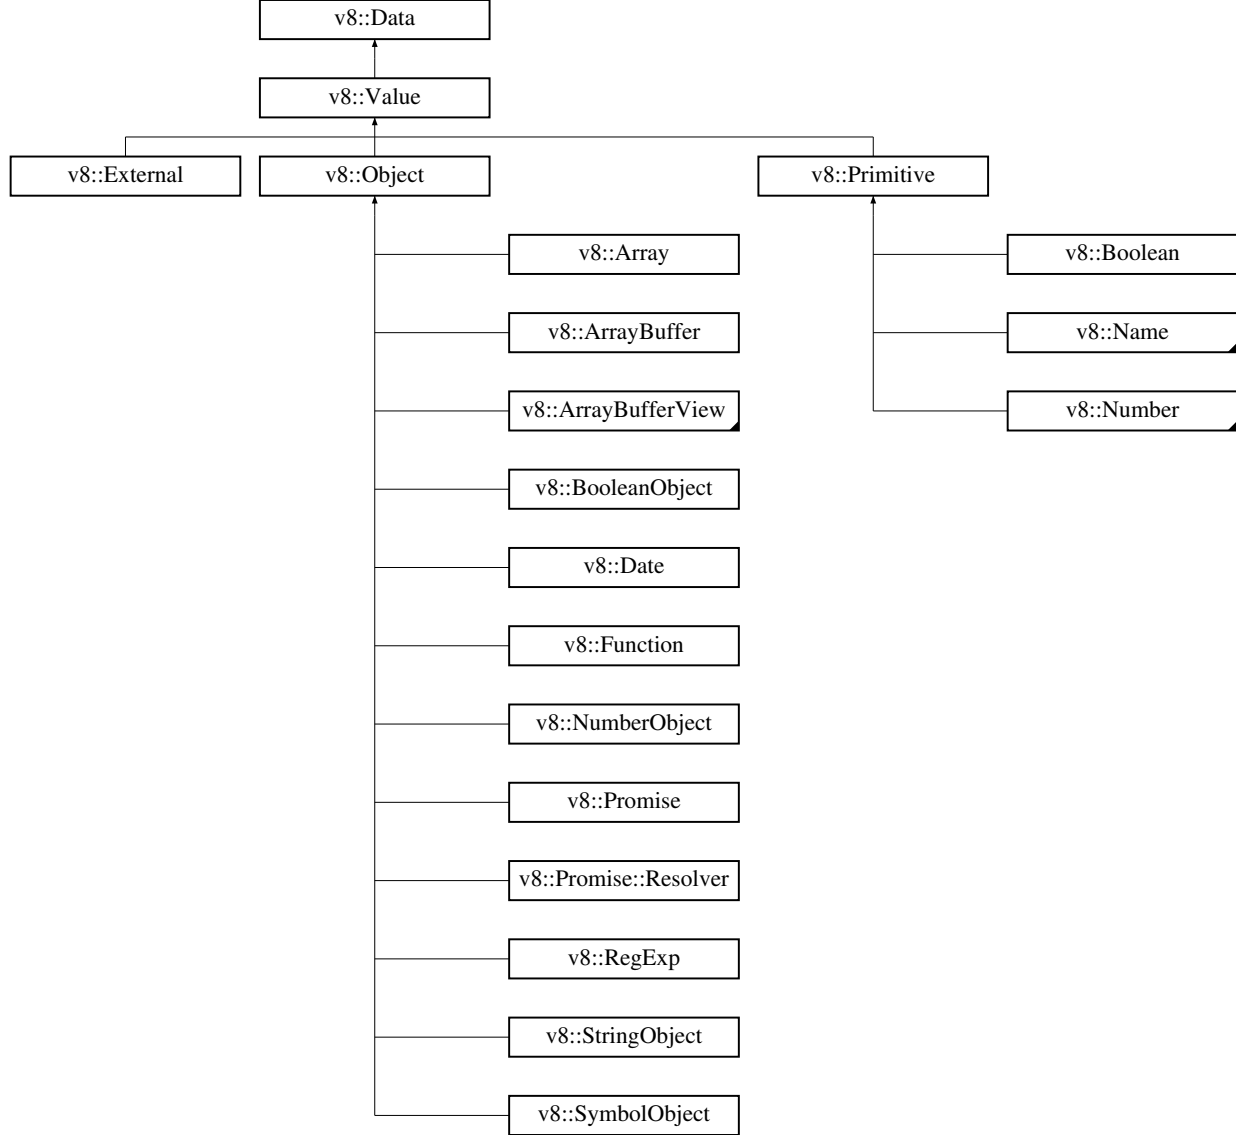 v8::Data
v8::Value
v8::External
v8::Object
v8::Primitive
v8::Array
v8::Boolean
v8::ArrayBuffer
v8::Name
v8::ArrayBufferView
v8::Number
v8::BooleanObject
v8::Date
v8::Function
v8::NumberObject
v8::Promise
v8::Promise::Resolver
v8::RegExp
v8::StringObject
v8::SymbolObject